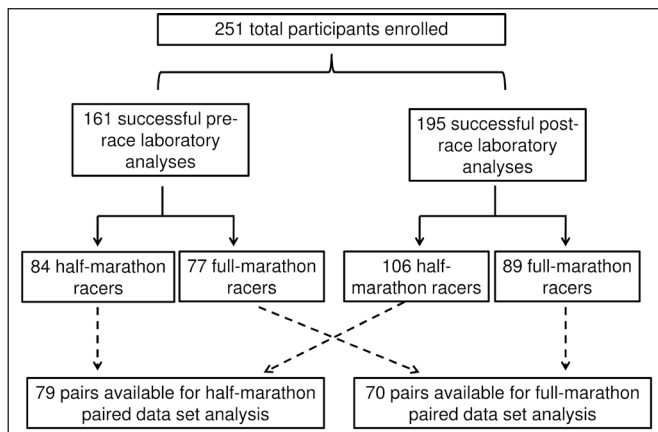 251 total participants enrolled
161 successful pre-
race laboratory
analyses
195 successful post-
race laboratory
analyses
84 half-marathon
racers
77 full-marathon
racers
106 half-
marathon racers
89 full-marathon
racers
79 pairs available for half-marathon
paired data set analysis
70 pairs available for full-marathon
paired data set analysis